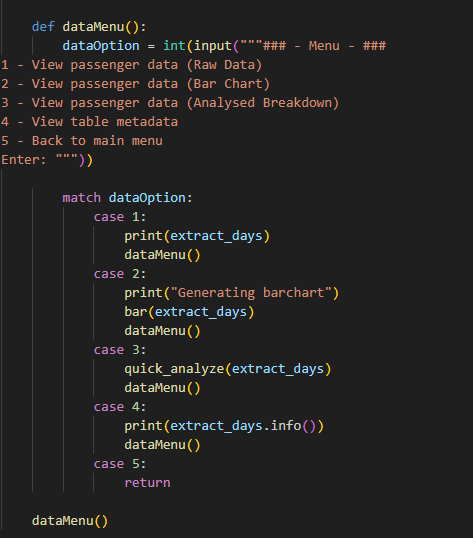 def dataMenu():
dataOption = int(input("""### - Menu - ###
1 - View passenger data (Raw Data)
2 - View passenger data (Bar Chart)
3 - View passenger data (Analysed Breakdown)
4 - View table metadata
5 - Back to main menu
Enter: """))
match dataOption:
case 1:
print(extract_days)
dataMenu()
case 2:
print("Generating barchart")
bar(extract_days)
dataMenu()
case 3:
quick_analyze(extract_days)
dataMenu()
case 4:
print(extract_days.info())
dataMenu()
case 5:
return
dataMenu()